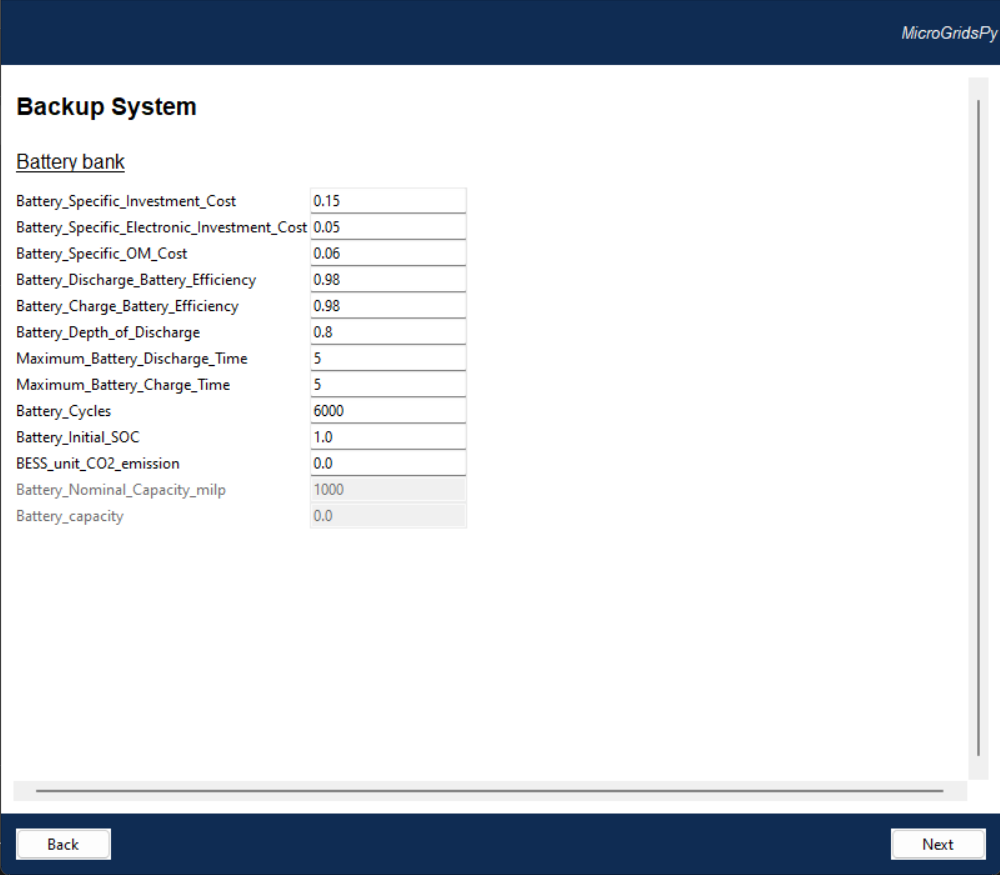 MicroGridsPy
Backup System
Battery bank
Battery_Specific_Investment_Cost 0.15
Battery_Specific_Electronic_Investment_Cost 0.05
Battery_Specific_OM_Cost 0.06
Battery_Discharge_Battery_Efficiency 0.98
Battery_Charge_Battery_Efficiency 0.98
Battery_Depth_of_Discharge 0.8
Maximum_Battery_Discharge_Time 5
Maximum_Battery_Charge_Time 5
Battery_Cycles 6000
Battery_Initial_SOC 1.0
BESS_unit_CO2_emission 0.0
Battery_Nominal_Capacity_milp 1000
Battery_capacity 0.0
Back Next